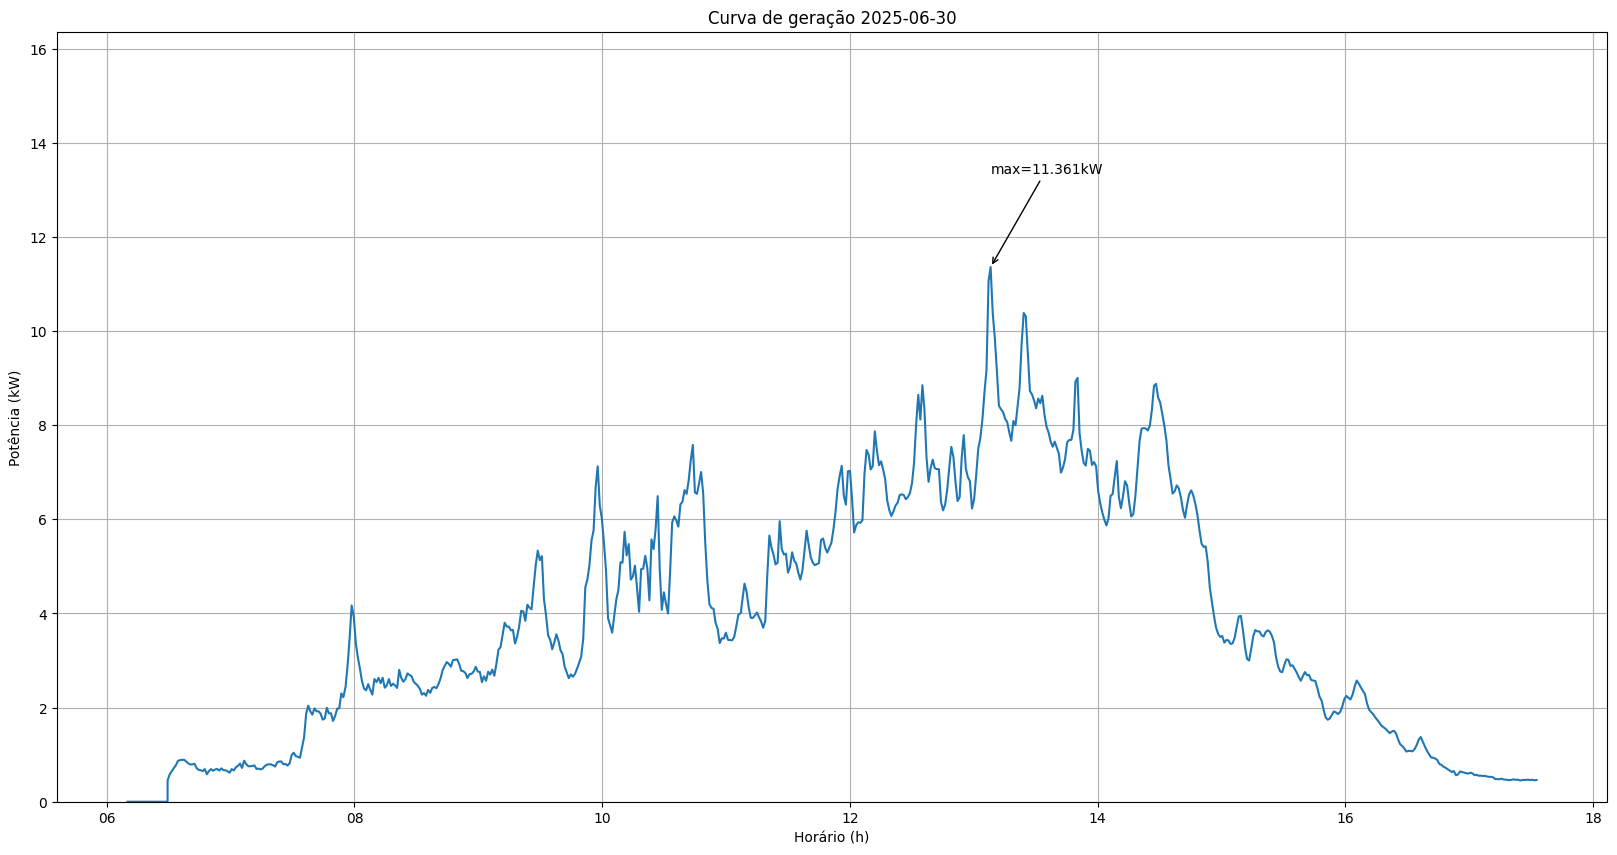 Curva de geração 2025-06-30
16
14
12
10
8
6
4
2
0
Potência (kW)
max=11.361kW
06 08 10 12 14 16 18
Horário (h)